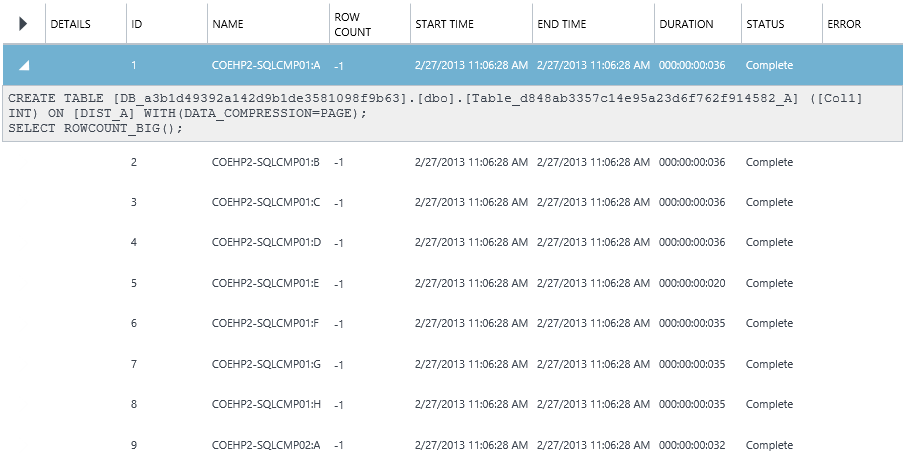 DETAILS ID NAME ROW COUNT START TIME END TIME DURATION STATUS ERROR
1 COEHP2-SQLCMP01:A -1 2/27/2013 11:06:28 AM 2/27/2013 11:06:28 AM 000:00:00:036 Complete
CREATE TABLE [DB_a3b1d49392a142d9b1de3581098f9b63].[dbo].[Table_d848ab3357c14e95a23d6f762f914582_A] ([Col1]
INT) ON [DIST_A] WITH(DATA_COMPRESSION=PAGE);
SELECT ROWCOUNT_BIG();
2 COEHP2-SQLCMP01:B -1 2/27/2013 11:06:28 AM 2/27/2013 11:06:28 AM 000:00:00:036 Complete
3 COEHP2-SQLCMP01:C -1 2/27/2013 11:06:28 AM 2/27/2013 11:06:28 AM 000:00:00:036 Complete
4 COEHP2-SQLCMP01:D -1 2/27/2013 11:06:28 AM 2/27/2013 11:06:28 AM 000:00:00:036 Complete
5 COEHP2-SQLCMP01:E -1 2/27/2013 11:06:28 AM 2/27/2013 11:06:28 AM 000:00:00:020 Complete
6 COEHP2-SQLCMP01:F -1 2/27/2013 11:06:28 AM 2/27/2013 11:06:28 AM 000:00:00:035 Complete
7 COEHP2-SQLCMP01:G -1 2/27/2013 11:06:28 AM 2/27/2013 11:06:28 AM 000:00:00:035 Complete
8 COEHP2-SQLCMP01:H -1 2/27/2013 11:06:28 AM 2/27/2013 11:06:28 AM 000:00:00:035 Complete
9 COEHP2-SQLCMP02:A -1 2/27/2013 11:06:28 AM 2/27/2013 11:06:28 AM 000:00:00:032 Complete